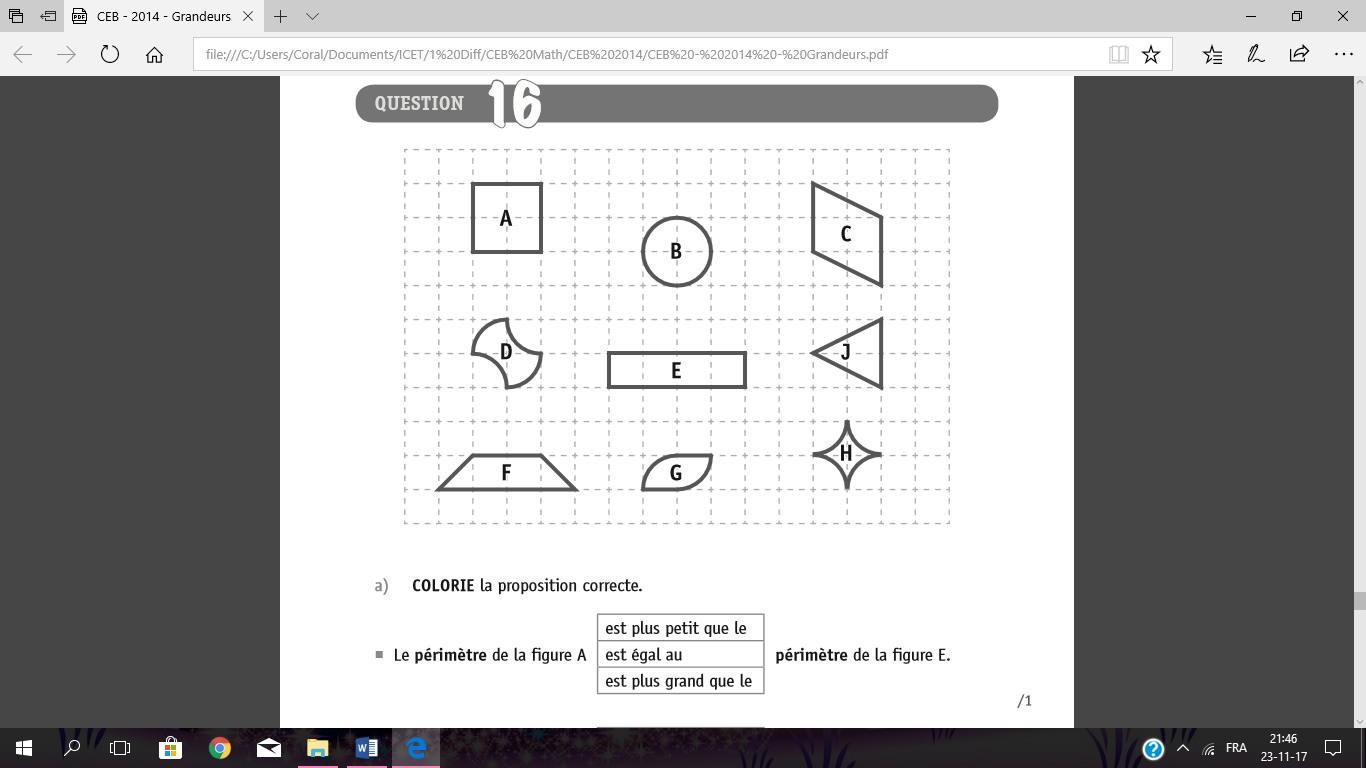 CEB - 2014 - Grandeurs
file:///C:/Users/Coral/Documents/ICET/1%20Diff/CEB%20Math/CEB%202014/CEB%20-%202014%20-%20Grandeurs.pdf
QUESTION 16
A
B
C
D
E
J
F
G
H
a) COLORIE la proposition correcte.
est plus petit que le
Le périmètre de la figure A est égal au périmètre de la figure E.
est plus grand que le
/1
FRA
21:46
23-11-17